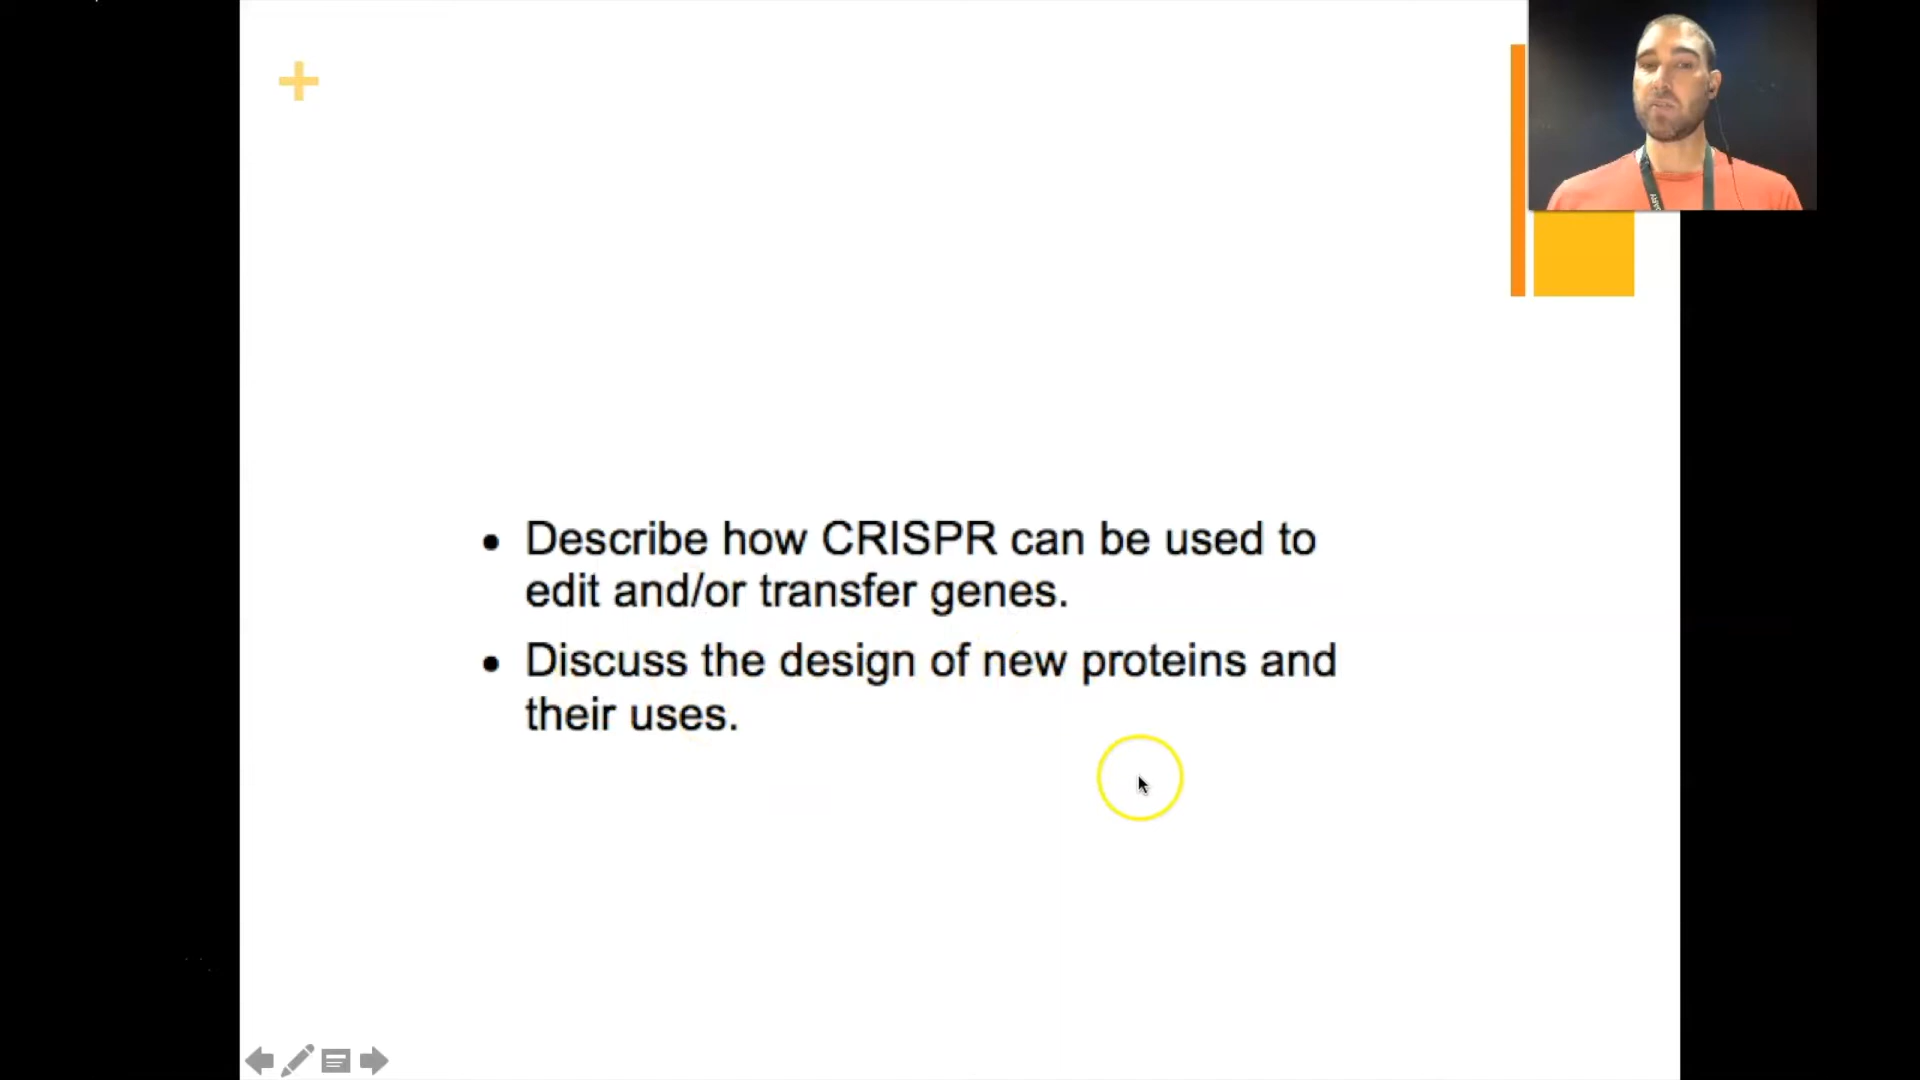 • Describe how CRISPR can be used to
edit and/or transfer genes.
• Discuss the design of new proteins and
their uses.